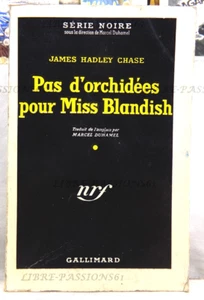 SÉRIE NOIRE
sous la direction de Marcel Duhamel
JAMES HADLEY CHASE
Pas d'orchidées
pour Miss Blandish
Traduit de l'anglais par
MARCEL DUHAMEL
nrf
GALLIMARD
LIBRE-PASSION561